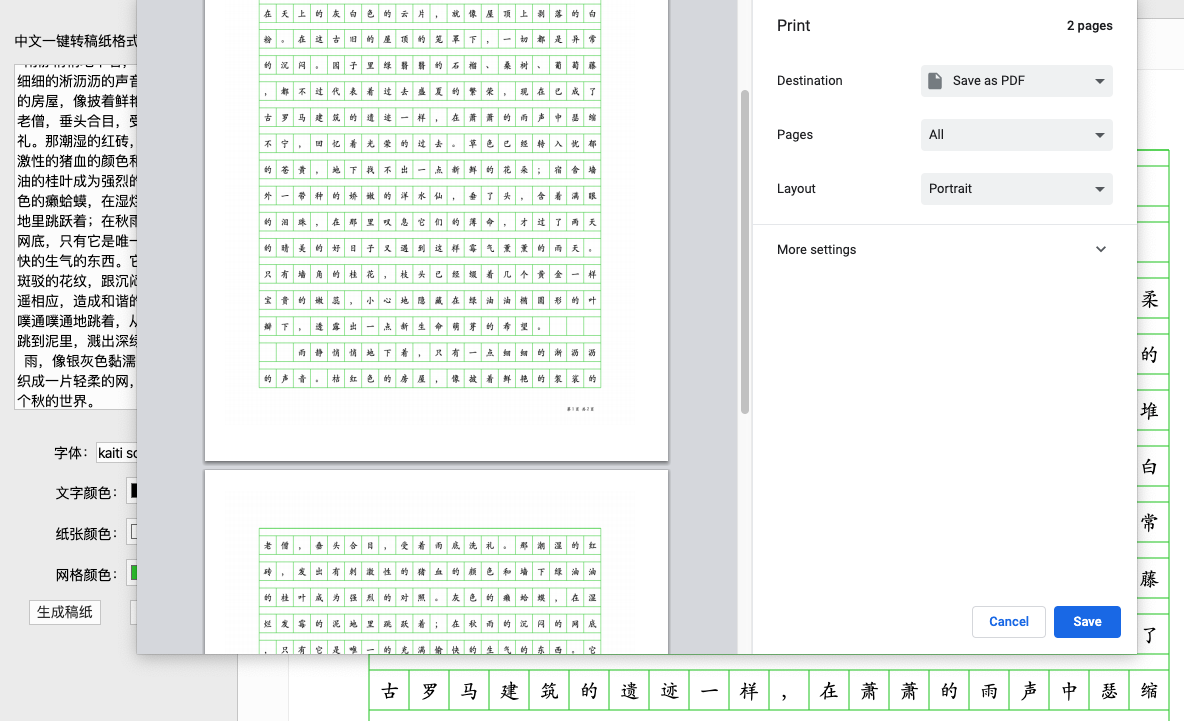 中文一键转稿纸格式
细细的淅沥沥的声音
的房屋，像披着鲜艳
老僧，垂头合目，受
礼。那潮湿的红砖，
激性的猪血的颜色和
油的桂叶成为强烈的
色的癞蛤蟆，在湿烂
地里跳跃着；在秋雨
网底，只有它是唯一
快的生气的东西。它
斑驳的花纹，跟沉闷
遥相应，造成和谐的
噗通噗通地跳着，从
跳到泥里，溅出深绿
雨，像银灰色黏濡
织成一片轻柔的网，
个秋的世界。
字体： kaiti sc
文字颜色：
纸张颜色：
网格颜色：
生成稿纸
在天上的灰白色的云片，就像屋顶上剥落的白
粉。在这古旧的屋顶的笼罩下，一切都是异常
的沉闷。园子里绿翳翳的石榴、桑树、葡萄藤
，都不过代表着过去盛夏的繁荣，现在已成了
古罗马建筑的遗迹一样，在萧萧的雨声中瑟缩
不宁，回忆着光荣的过去。草色已经转入忧郁
的苍黄，地下找不出一点新鲜的花朵；宿舍墙
外一带种的娇嫩的洋水仙，垂了头，含着满眼
的泪珠，在那里叹息它们的薄命，才过了两天
的晴美的好日子又遇到这样霉气薰薰的雨天。
只有墙角的桂花，枝头已经缀着几个黄金一样
宝贵的嫩蕊，小心地隐藏在绿油油椭圆形的叶
瓣下，透露出一点新生命萌芽的希望。
雨静悄悄地下着，只有一点细细的淅沥沥
的声音。桔红色的房屋，像披着鲜艳的袈裟的
第 1 页 共 2 页
老僧，垂头合目，受着雨底洗礼。那潮湿的红
砖，发出有刺激性的猪血的颜色和墙下绿油油
的桂叶成为强烈的对照。灰色的癞蛤蟆，在湿
烂发霉的泥地里跳跃着；在秋雨的沉闷的网底
，只有它是唯一的充满愉快的生气的东西。它
Print
2 pages
Destination
Save as PDF
Pages
All
Layout
Portrait
More settings
Cancel
Save
柔
的
堆
白
常
藤
了
古罗马建筑的遗迹一样，在萧萧的雨声中瑟缩